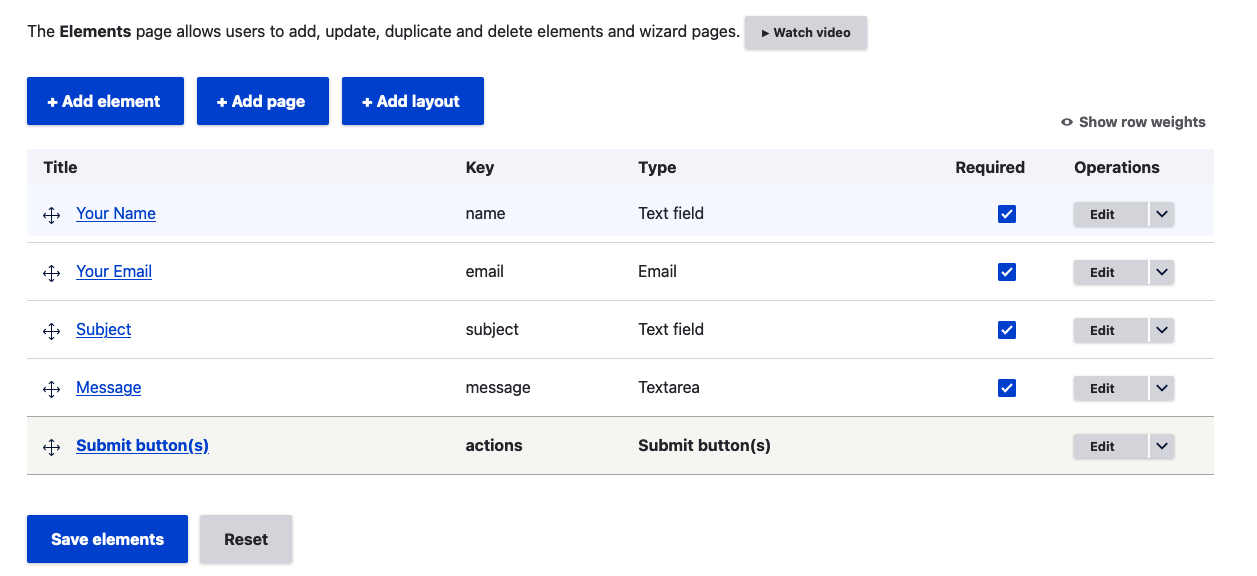 The Elements page allows users to add, update, duplicate and delete elements and wizard pages. ▸ Watch video
+ Add element + Add page + Add layout
Show row weights
Title Key Type Required Operations
Your Name name Text field Edit
Your Email email Email Edit
Subject subject Text field Edit
Message message Textarea Edit
Submit button(s) actions Submit button(s) Edit
Save elements Reset